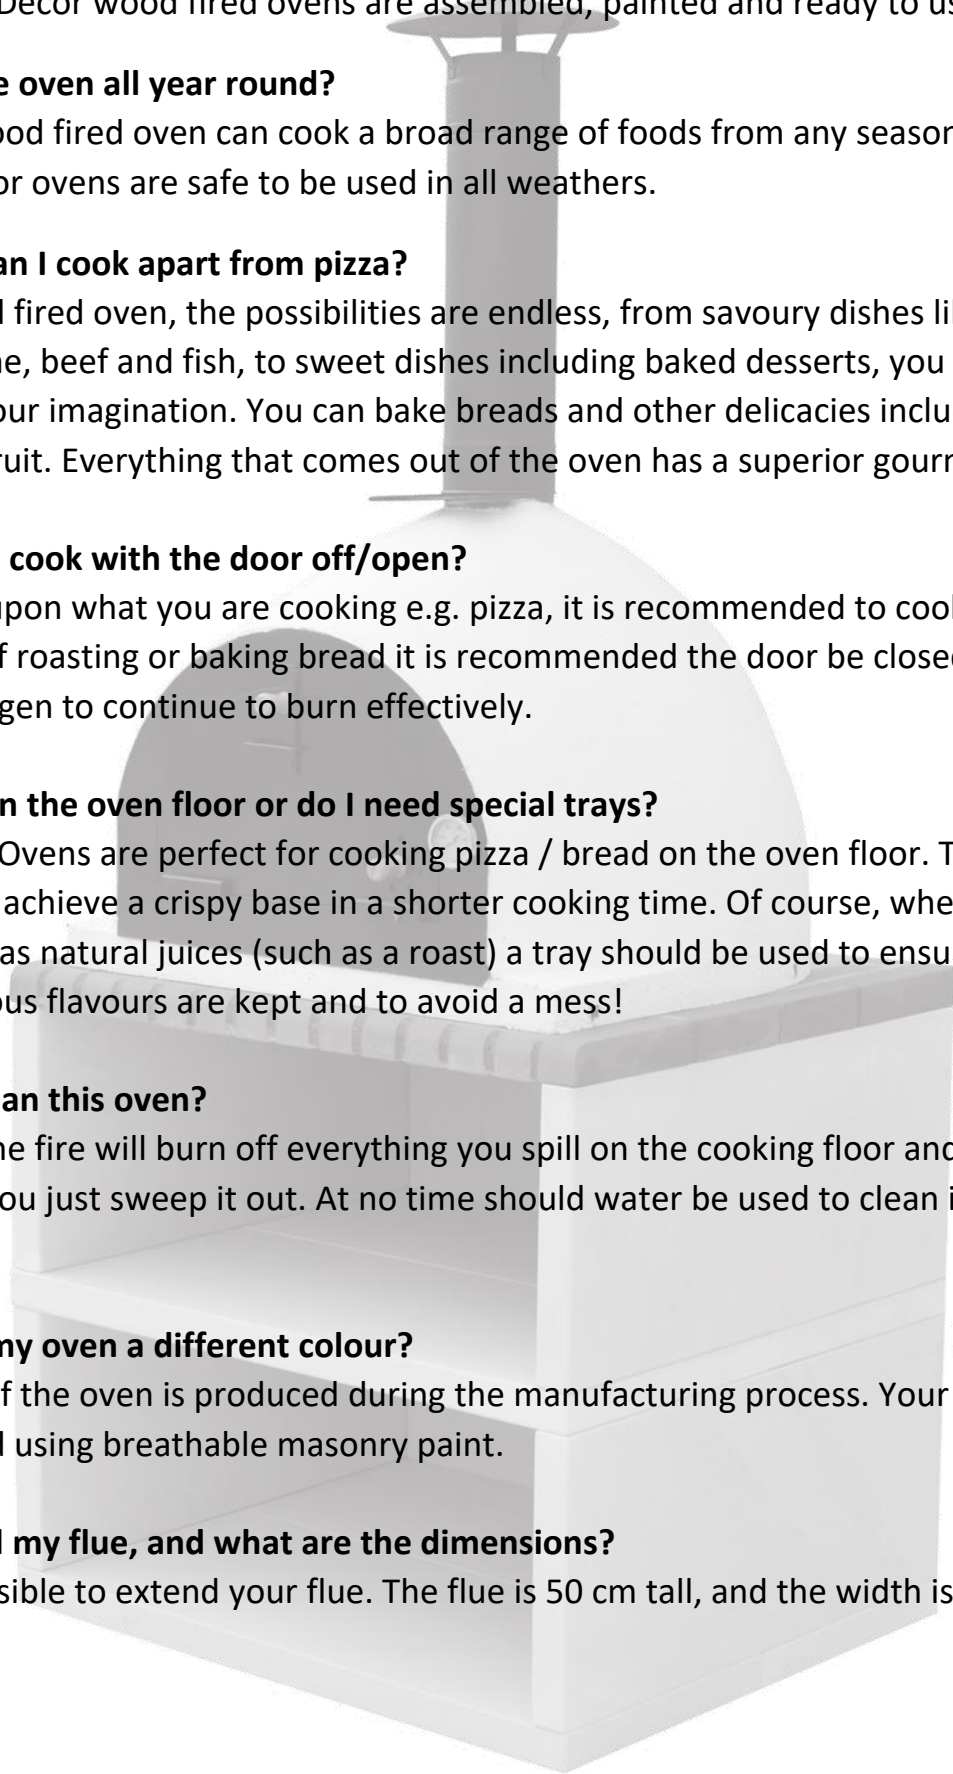 Decor wood fired ovens are assembled, painted and ready to us
e oven all year round?
ood fired oven can cook a broad range of foods from any season
or ovens are safe to be used in all weathers.
an I cook apart from pizza?
l fired oven, the possibilities are endless, from savoury dishes li
ne, beef and fish, to sweet dishes including baked desserts, you
our imagination. You can bake breads and other delicacies inclu
ruit. Everything that comes out of the oven has a superior gourn
cook with the door off/open?
upon what you are cooking e.g. pizza, it is recommended to cook
f roasting or baking bread it is recommended the door be closed
gen to continue to burn effectively.
n the oven floor or do I need special trays?
Ovens are perfect for cooking pizza / bread on the oven floor. T
achieve a crispy base in a shorter cooking time. Of course, whe
as natural juices (such as a roast) a tray should be used to ensu
ous flavours are kept and to avoid a mess!
an this oven?
ne fire will burn off everything you spill on the cooking floor and
ou just sweep it out. At no time should water be used to clean i
my oven a different colour?
f the oven is produced during the manufacturing process. Your
d using breathable masonry paint.
d my flue, and what are the dimensions?
sible to extend your flue. The flue is 50 cm tall, and the width is